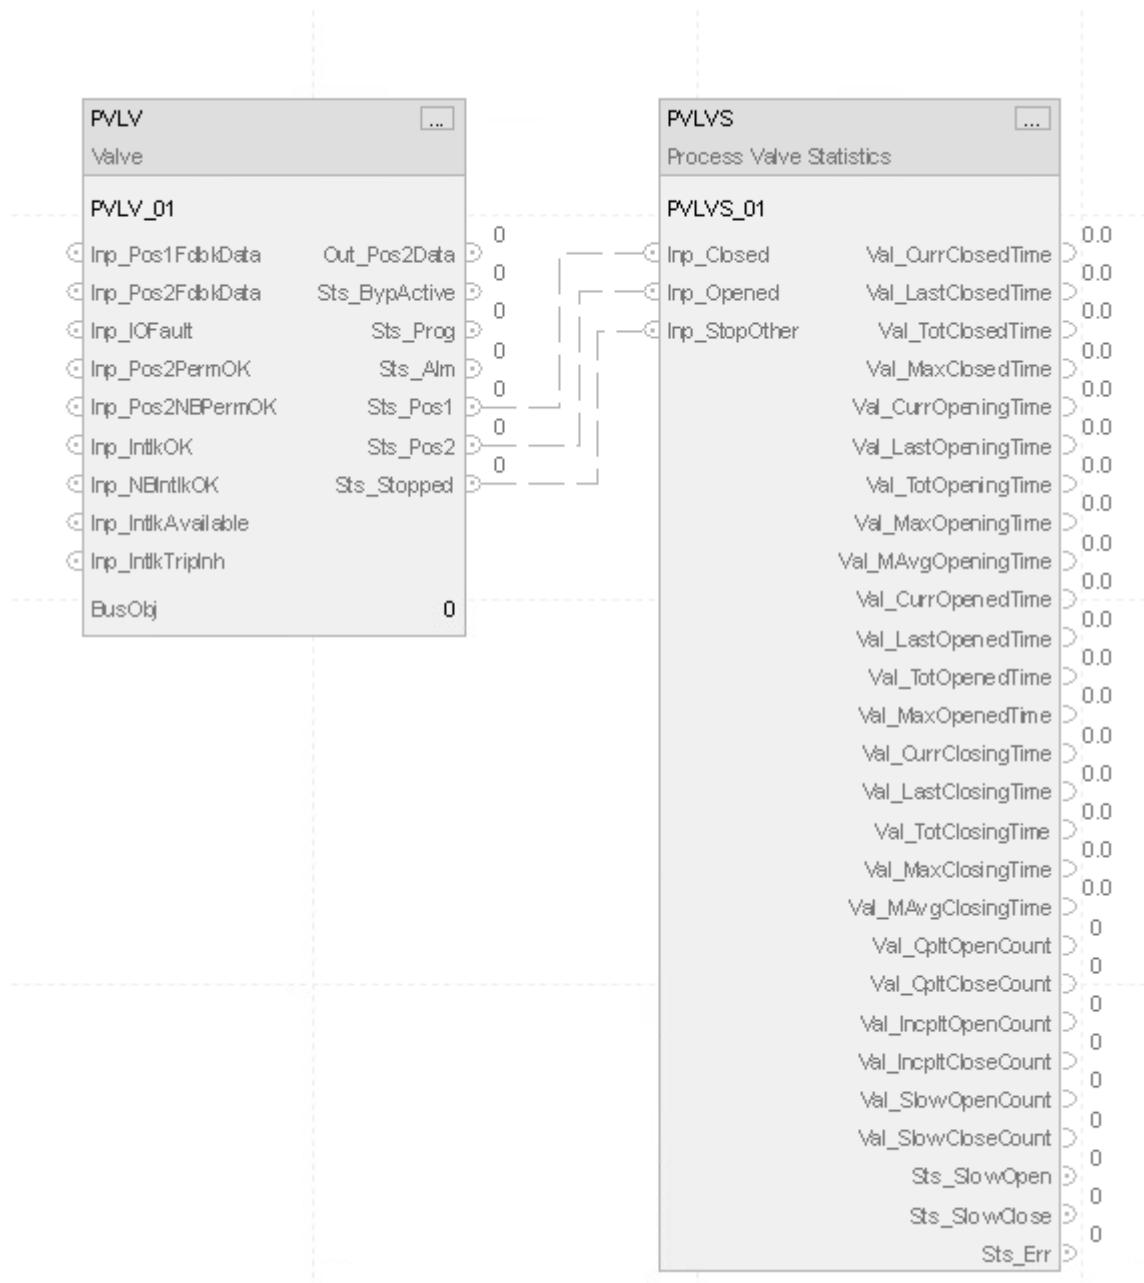 PVLV ...
Valve
PVLV_01
Inp_Pos1FdbkData Out_Pos2Data 0
Inp_Pos2FdbkData Sts_BypActive 0
Inp_IOFault Sts_Prog 0
Inp_Pos2PermOK Sts_Alm 0
Inp_Pos2NBPermOK Sts_Pos1 0
Inp_IntlkOK Sts_Pos2 0
Inp_NBIntlkOK Sts_Stopped 0
Inp_IntlkAvailable
Inp_IntlkTripInh
BusObj 0
PVLVS ...
Process Valve Statistics
PVLVS_01
Inp_Closed Val_CurrClosedTime 0.0
Inp_Opened Val_LastClosedTime 0.0
Inp_StopOther Val_TotClosedTime 0.0
Val_MaxClosedTime 0.0
Val_CurrOpeningTime 0.0
Val_LastOpeningTime 0.0
Val_TotOpeningTime 0.0
Val_MaxOpeningTime 0.0
Val_MAvgOpeningTime 0.0
Val_CurrOpenedTime 0.0
Val_LastOpenedTime 0.0
Val_TotOpenedTime 0.0
Val_MaxOpenedTime 0.0
Val_CurrClosingTime 0.0
Val_LastClosingTime 0.0
Val_TotClosingTime 0.0
Val_MaxClosingTime 0.0
Val_MAvgClosingTime 0.0
Val_CpltOpenCount 0
Val_CpltCloseCount 0
Val_IncpltOpenCount 0
Val_IncpltCloseCount 0
Val_SlowOpenCount 0
Val_SlowCloseCount 0
Sts_SlowOpen 0
Sts_SlowClose 0
Sts_Err 0